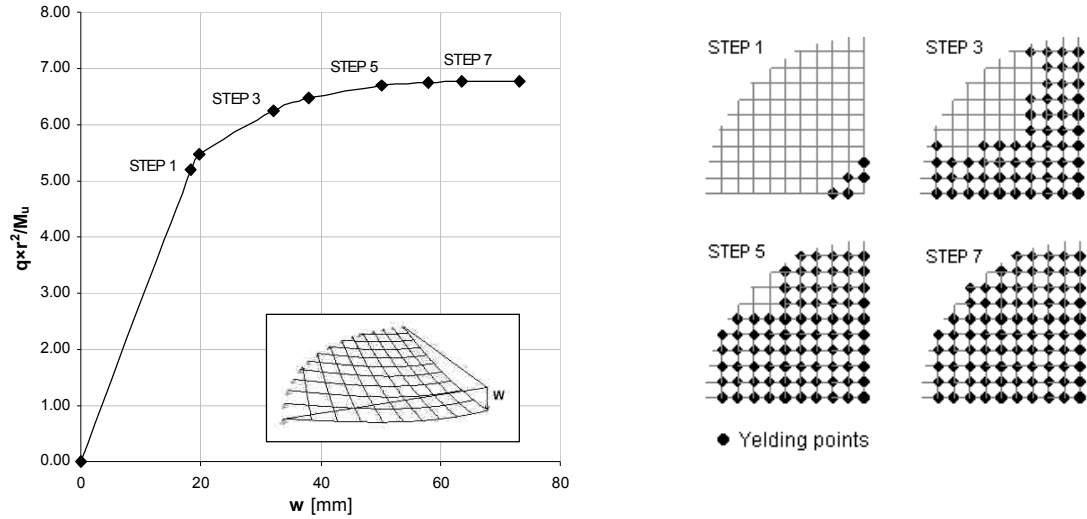 8.00
7.00
6.00
5.00
4.00
3.00
2.00
1.00
0.00
q×r²/Mu
0
20
40
60
80
w [mm]
STEP 1
STEP 3
STEP 5
STEP 7
w
STEP 1
STEP 3
STEP 5
STEP 7
Yelding points